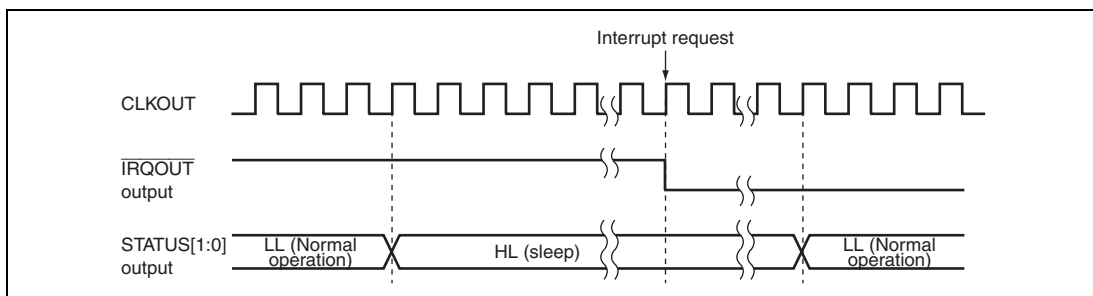 Interrupt request
CLKOUT
IRQOUT
output
STATUS[1:0]
output
LL (Normal
operation)
HL (sleep)
LL (Normal
operation)